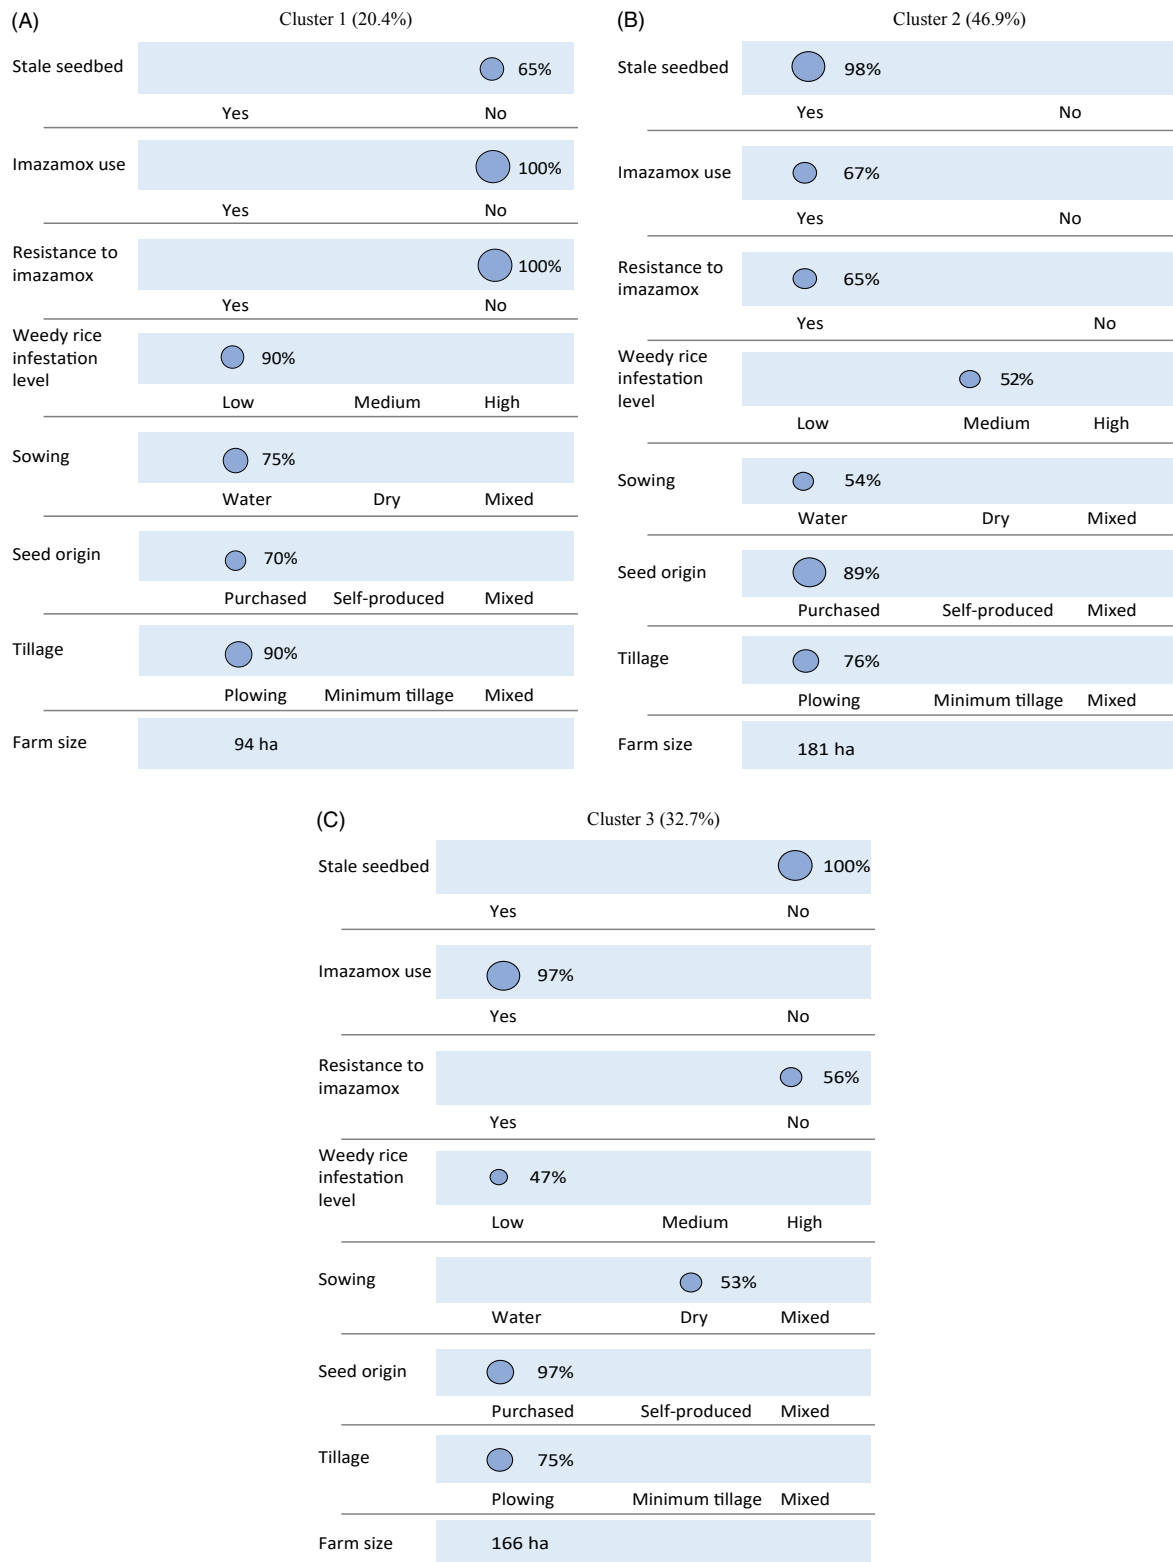 (A)
Cluster 1 (20.4%)
Stale seedbed
65%
Yes No
Imazamox use
100%
Yes No
Resistance to
imazamox
100%
Yes No
Weedy rice
infestation
level
90%
Low Medium High
Sowing
75%
Water Dry Mixed
Seed origin
70%
Purchased Self-produced Mixed
Tillage
90%
Plowing Minimum tillage Mixed
Farm size
94 ha
(B)
Cluster 2 (46.9%)
Stale seedbed
98%
Yes No
Imazamox use
67%
Yes No
Resistance to
imazamox
65%
Yes No
Weedy rice
infestation
level
52%
Low Medium High
Sowing
54%
Water Dry Mixed
Seed origin
89%
Purchased Self-produced Mixed
Tillage
76%
Plowing Minimum tillage Mixed
Farm size
181 ha
(C)
Cluster 3 (32.7%)
Stale seedbed
100%
Yes No
Imazamox use
97%
Yes No
Resistance to
imazamox
56%
Yes No
Weedy rice
infestation
level
47%
Low Medium High
Sowing
53%
Water Dry Mixed
Seed origin
97%
Purchased Self-produced Mixed
Tillage
75%
Plowing Minimum tillage Mixed
Farm size
166 ha